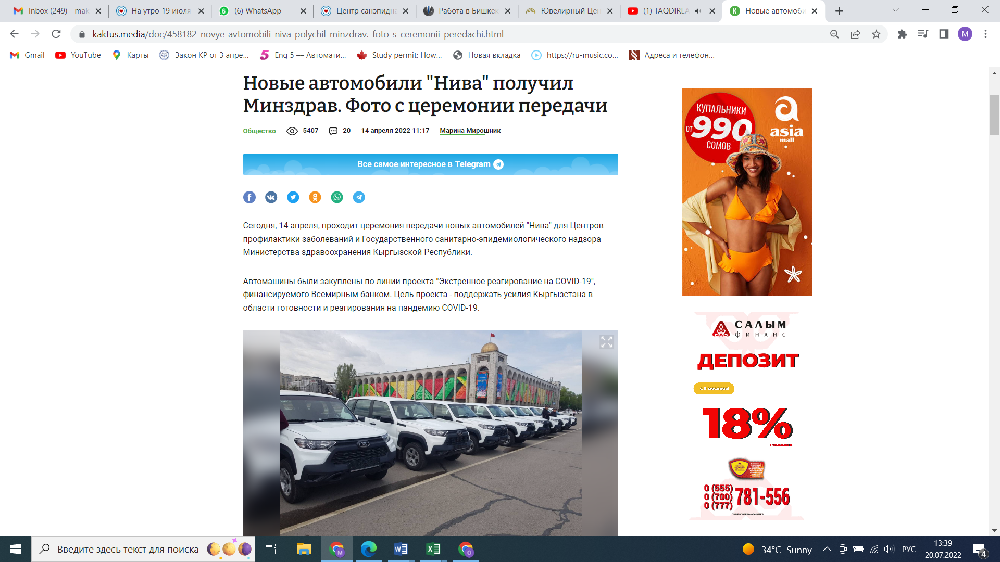 Inbox (249) - mak
На утро 19 июля
(6) WhatsApp
Центр санэпидна
Работа в Бишкек
Ювелирный Цен
(1) TAQDIRLA
Новые автомоби
kaktus.media/doc/458182_novye_avtomobili_niva_polychil_minzdrav._foto_s_ceremonii_peredachi.html
M
Gmail
YouTube
Карты
Закон КР от 3 апре...
Eng 5 — Автомати...
Study permit: How...
Новая вкладка
https://ru-music.co...
Адреса и телефон...
Новые автомобили "Нива" получил
Минздрав. Фото с церемонии передачи
Общество 5407 20 14 апреля 2022 11:17 Марина Мирошник
Все самое интересное в Telegram
Сегодня, 14 апреля, проходит церемония передачи новых автомобилей "Нива" для Центров
профилактики заболеваний и Государственного санитарно-эпидемиологического надзора
Министерства здравоохранения Кыргызской Республики.
Автомашины были закуплены по линии проекта "Экстренное реагирование на COVID-19",
финансируемого Всемирным банком. Цель проекта - поддержать усилия Кыргызстана в
области готовности и реагирования на пандемию COVID-19.
КУПАЛЬНИКИ
ОТ 990
СОМОВ
asia
mall
САЛЫМ
ФИНАНС
ДЕПОЗИТ
с 9 месяцев!
18%
годовых
0 (555)
0 (700) 781-556
0 (777)
ЛИЦЕНЗИЯ № 006 НБКР
Введите здесь текст для поиска
34°C Sunny
РУС
13:39
20.07.2022
4